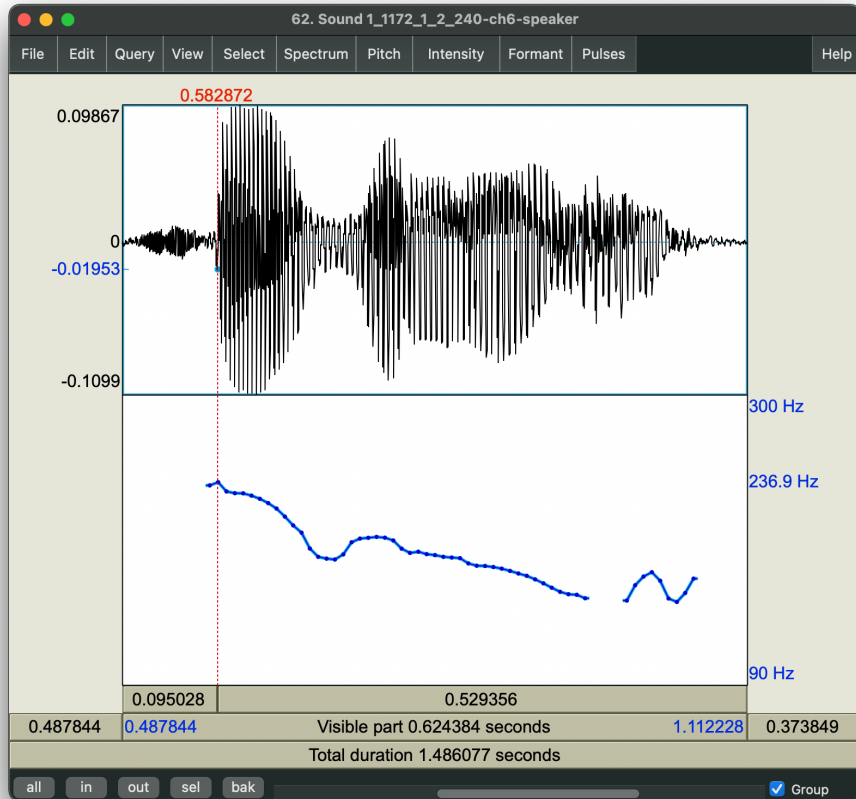 62. Sound 1_1172_1_2_240-ch6-speaker
File Edit Query View Select Spectrum Pitch Intensity Formant Pulses Help
0.582872
0.09867
0
-0.01953
-0.1099
300 Hz
236.9 Hz
90 Hz
0.095028 0.529356
0.487844 0.487844 Visible part 0.624384 seconds 1.112228 0.373849
Total duration 1.486077 seconds
all in out sel bak Group